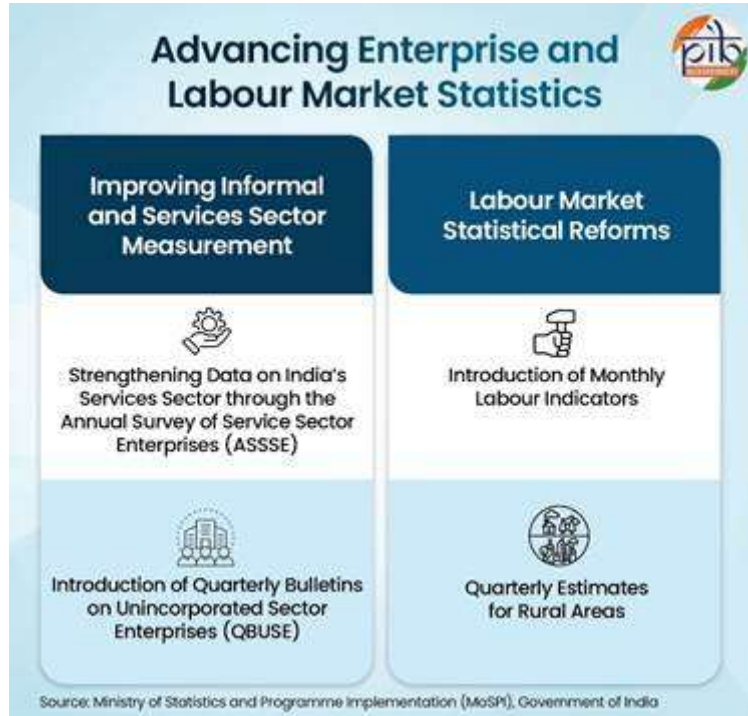 Advancing Enterprise and
Labour Market Statistics
pib
Improving Informal
and Services Sector
Measurement
Strengthening Data on India's
Services Sector through the
Annual Survey of Service Sector
Enterprises (ASSSE)
Introduction of Quarterly Bulletins
on Unincorporated Sector
Enterprises (QBUSE)
Labour Market
Statistical Reforms
Introduction of Monthly
Labour Indicators
Quarterly Estimates
for Rural Areas
Source: Ministry of Statistics and Programme Implementation (MoSPI), Government of India